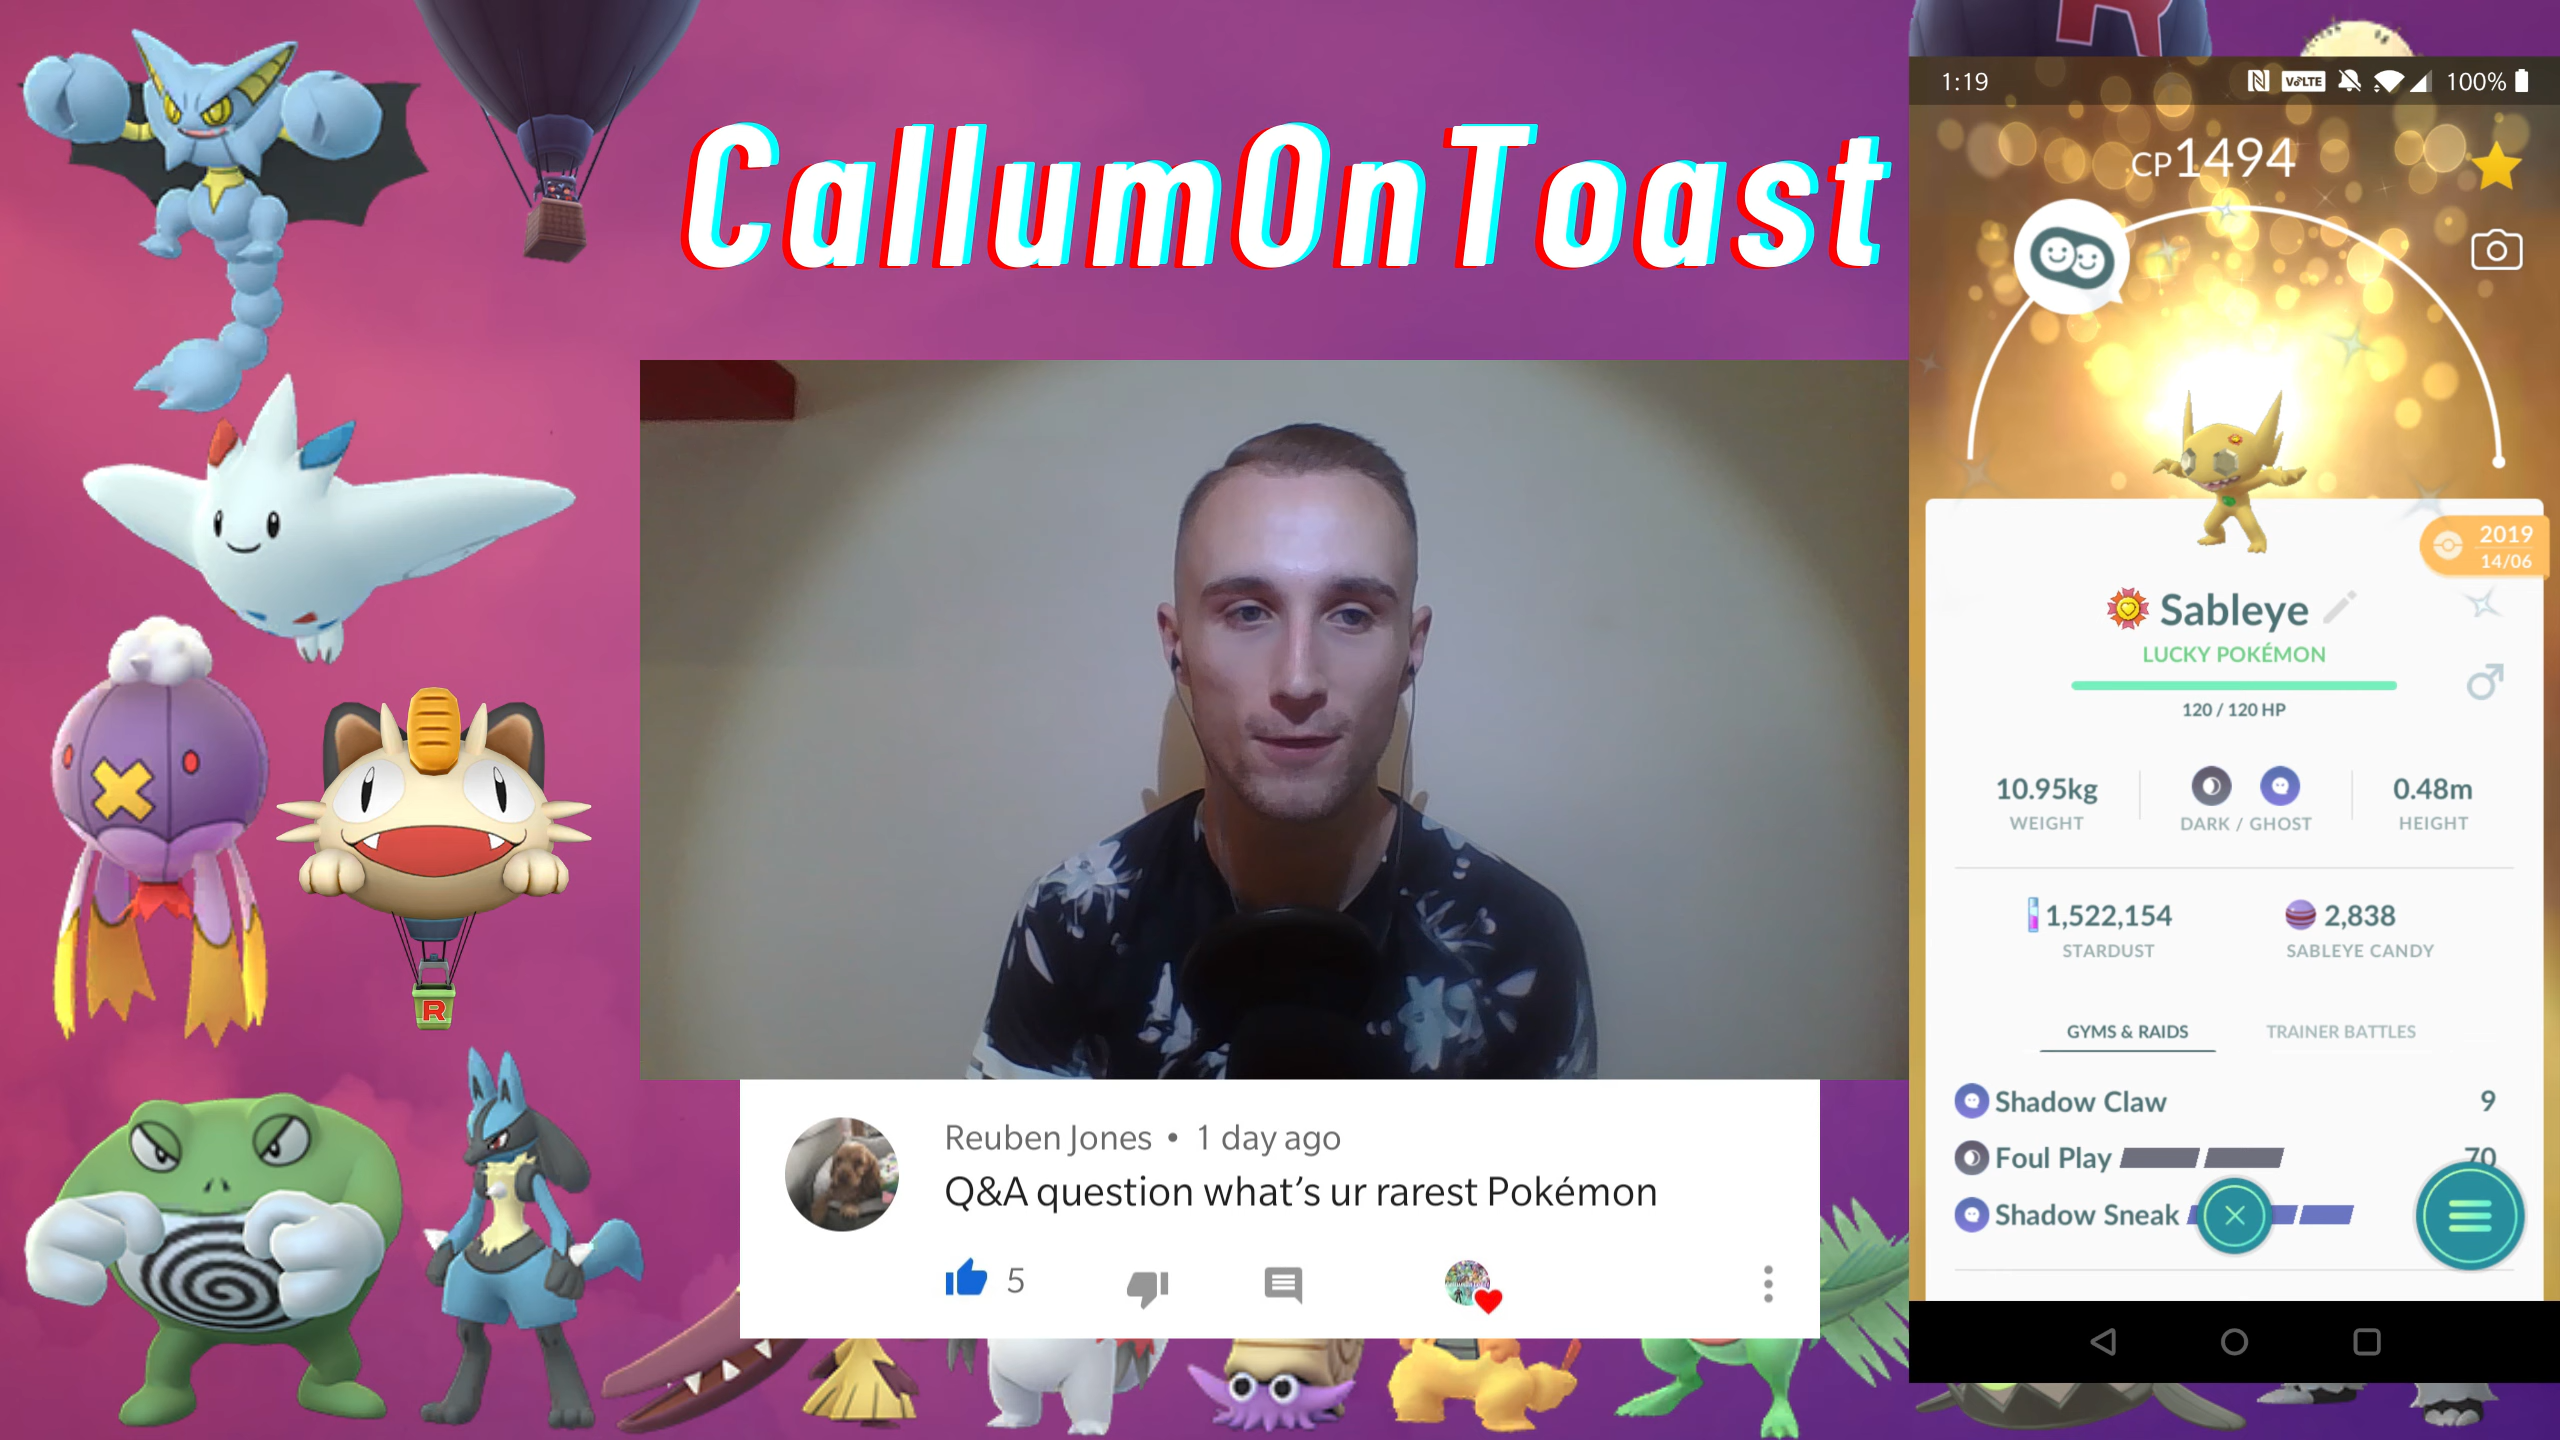 CallumOnToast
R
1:19
VoLTE
100%
CP1494
2019
14/06
Sableye
LUCKY POKÉMON
120 / 120 HP
10.95kg
WEIGHT
DARK / GHOST
0.48m
HEIGHT
1,522,154
STARDUST
2,838
SABLEYE CANDY
GYMS & RAIDS
TRAINER BATTLES
Shadow Claw 9
Foul Play 70
Shadow Sneak
R
Reuben Jones • 1 day ago
Q&A question what's ur rarest Pokémon
5